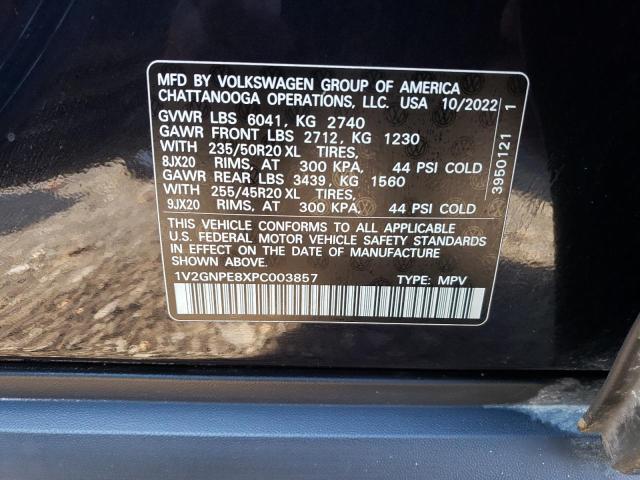 MFD BY VOLKSWAGEN GROUP OF AMERICA
CHATTANOOGA OPERATIONS, LLC. USA 10/2022
GVWR LBS 6041, KG 2740
GAWR FRONT LBS 2712, KG 1230
WITH 235/50R20 XL TIRES,
8JX20 RIMS, AT 300 KPA, 44 PSI COLD
GAWR REAR LBS 3439, KG 1560
WITH 255/45R20 XL TIRES,
9JX20 RIMS, AT 300 KPA, 44 PSI COLD
THIS VEHICLE CONFORMS TO ALL APPLICABLE
U.S. FEDERAL MOTOR VEHICLE SAFETY STANDARDS
IN EFFECT ON THE DATE OF MANUFACTURE
SHOWN ABOVE.
1V2GNPE8XPC003857 TYPE: MPV
3950121 1